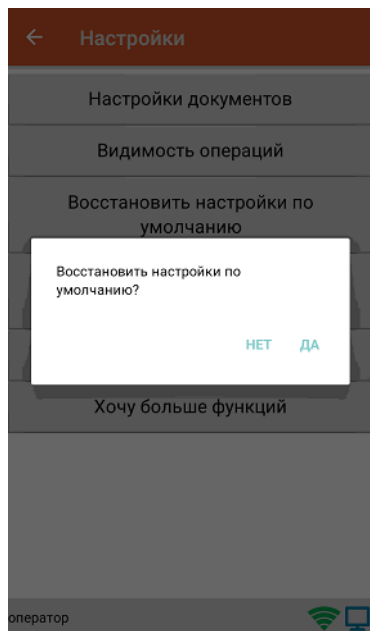 Настройки
Настройки документов
Видимость операций
Восстановить настройки по
умолчанию
Восстановить настройки по
умолчанию?
НЕТ
ДА
Хочу больше функций
оператор